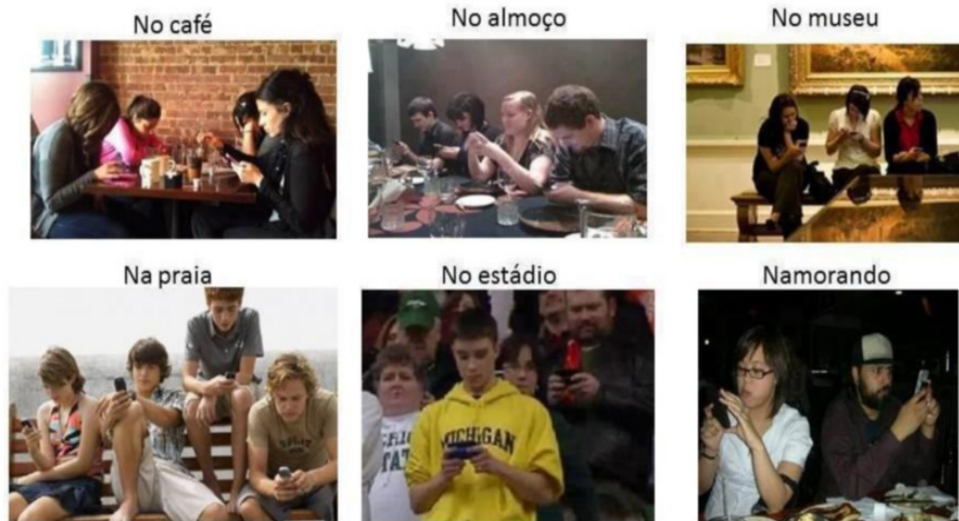 No café
No almoço
No museu
Na praia
No estádio
Namorando
MICHIGAN